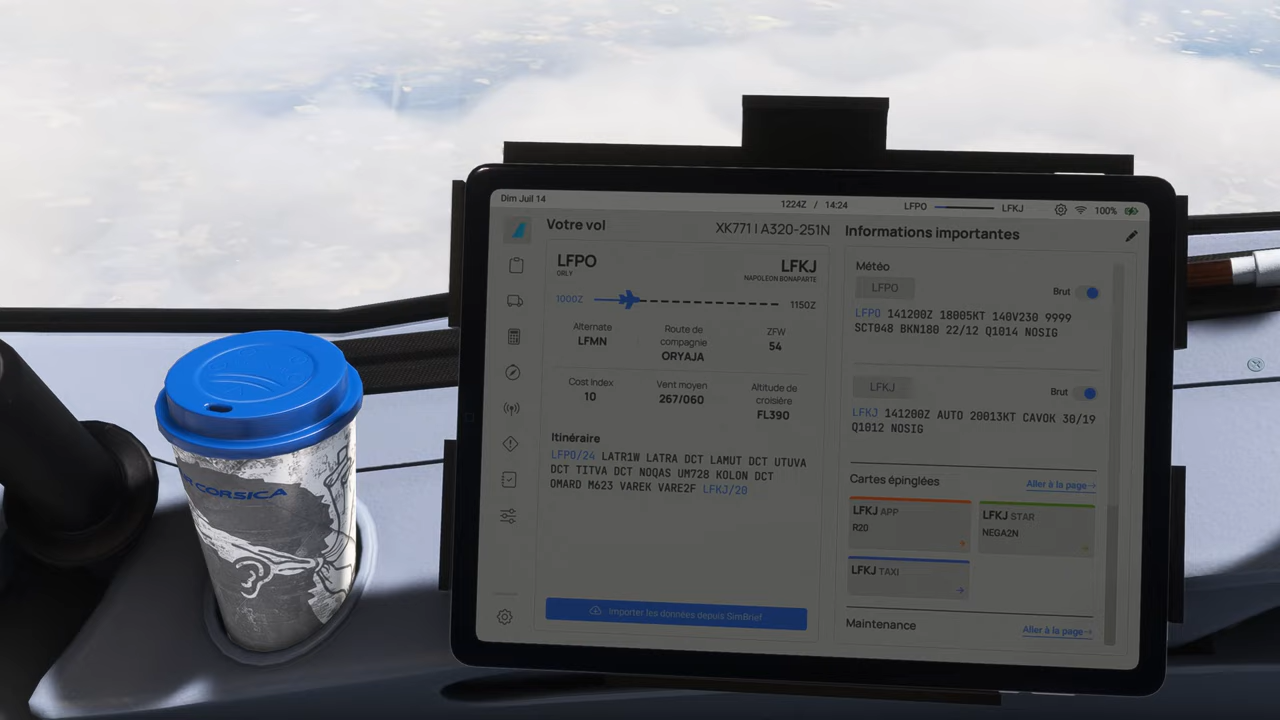 Dim Juil 14
1224Z / 14:24
LFPO LFKJ
100%
Votre vol
XK771 | A320-251N
LFPO
ORLY
LFKJ
NAPOLEON BONAPARTE
1000Z
1150Z
Alternate
LFMN
Route de
compagnie
ORYAJA
ZFW
54
Cost Index
10
Vent moyen
267/060
Altitude de
croisière
FL390
Itinéraire
LFPO/24 LATR1W LATRA DCT LAMUT DCT UTUVA
DCT TITVA DCT NOQAS UM728 KOLON DCT
OMARD M623 VAREK VARE2F LFKJ/20
Importer les données depuis SimBrief
Informations importantes
Météo
LFPO
Brut
LFPO 141200Z 18005KT 140V230 9999
SCT048 BKN180 22/12 Q1014 NOSIG
LFKJ
Brut
LFKJ 141200Z AUTO 20013KT CAVOK 30/19
Q1012 NOSIG
Cartes épinglées
Aller à la page
LFKJ APP
R20
LFKJ STAR
NEGA2N
LFKJ TAXI
Maintenance
Aller à la page
CORSICA